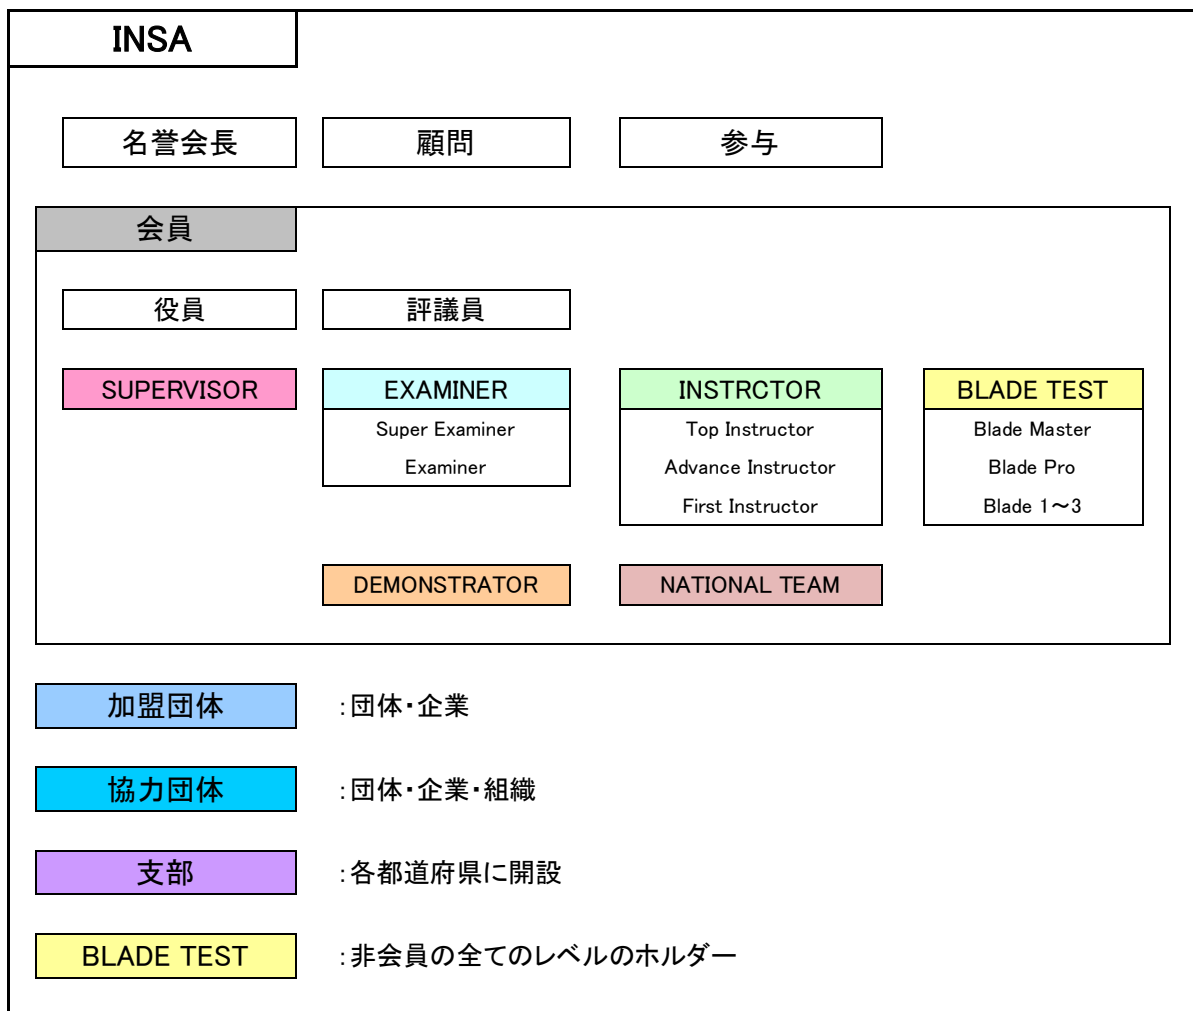 INSA
名誉会長 顧問 参与
会員
役員 評議員
SUPERVISOR EXAMINER INSTRCTOR BLADE TEST
Super Examiner Top Instructor Blade Master
Examiner Advance Instructor Blade Pro
First Instructor Blade 1～3
DEMONSTRATOR NATIONAL TEAM
加盟団体 :団体・企業
協力団体 :団体・企業・組織
支部 :各都道府県に開設
BLADE TEST :非会員の全てのレベルのホルダー